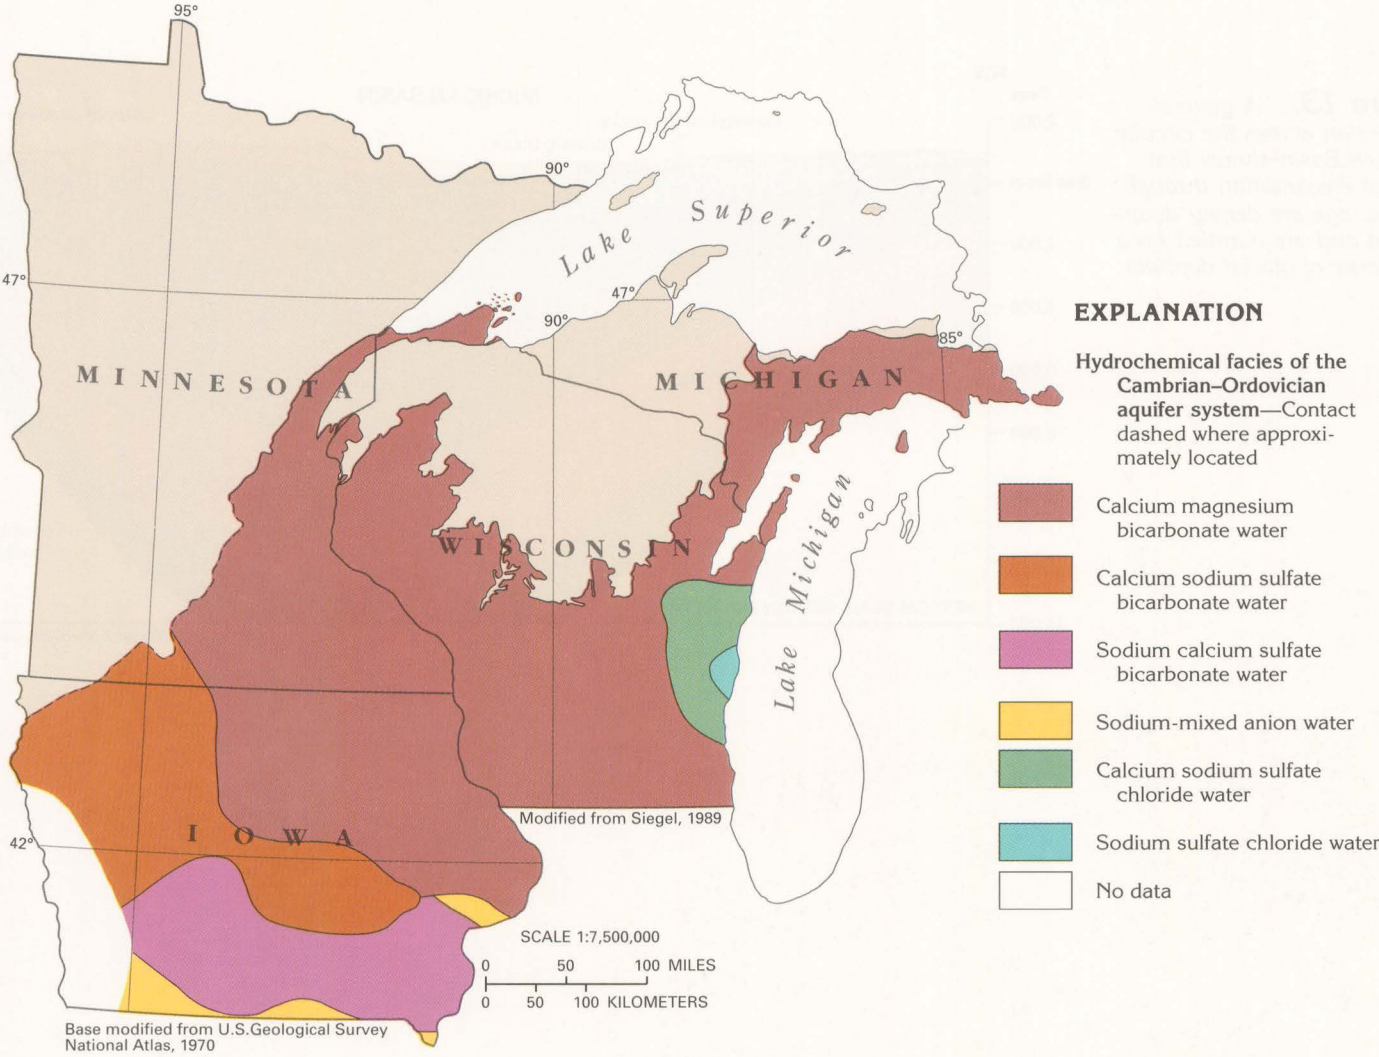 95°
90°
Lake Superior
47°
47°
90°
85°
MINNESOTA
MICHIGAN
WISCONSIN
Lake Michigan
IOWA
42°
Modified from Siegel, 1989
SCALE 1:7,500,000
0 50 100 MILES
0 50 100 KILOMETERS
Base modified from U.S.Geological Survey
National Atlas, 1970
EXPLANATION
Hydrochemical facies of the
Cambrian–Ordovician
aquifer system—Contact
dashed where approxi-
mately located
Calcium magnesium
bicarbonate water
Calcium sodium sulfate
bicarbonate water
Sodium calcium sulfate
bicarbonate water
Sodium-mixed anion water
Calcium sodium sulfate
chloride water
Sodium sulfate chloride water
No data